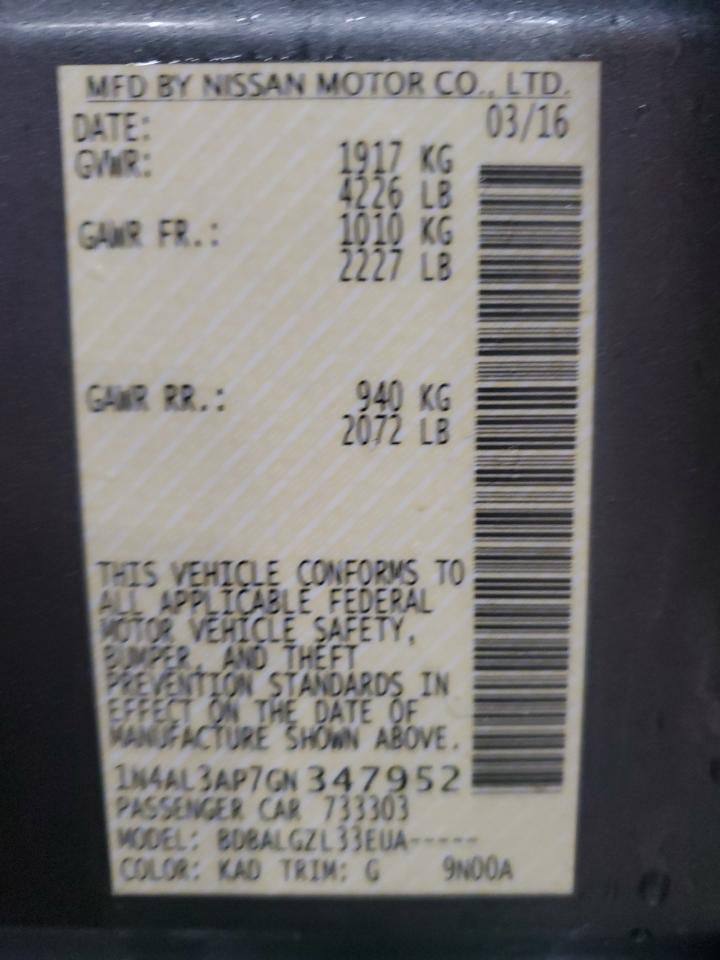 MFD BY NISSAN MOTOR CO., LTD.
DATE: 03/16
GVWR: 1917 KG
4226 LB
GAWR FR.: 1010 KG
2227 LB
GAWR RR.: 940 KG
2072 LB
THIS VEHICLE CONFORMS TO
ALL APPLICABLE FEDERAL
MOTOR VEHICLE SAFETY,
BUMPER, AND THEFT
PREVENTION STANDARDS IN
EFFECT ON THE DATE OF
MANUFACTURE SHOWN ABOVE.
1N4AL3AP7GN347952
PASSENGER CAR 733303
MODEL: BDBALGZL33EUA-----
COLOR: KAD TRIM: G 9N00A